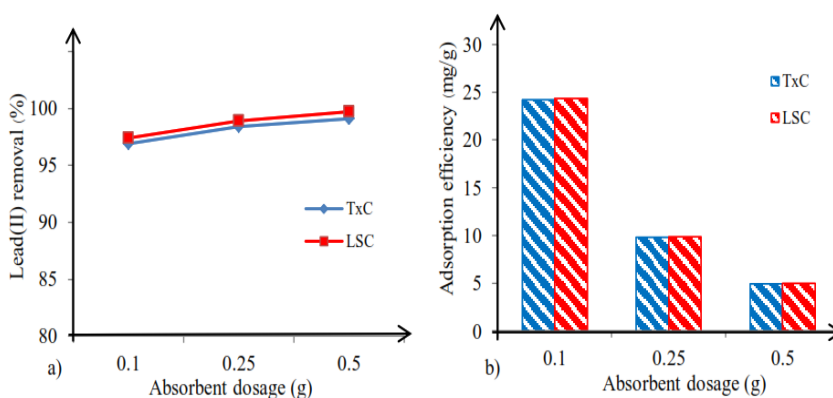 Lead(II) removal (%)
100
95
90
85
80
TxC
LSC
0.1 0.25 0.5
a) Absorbent dosage (g)
Adsorption efficiency (mg/g)
30
25
20
15
10
5
0
TxC
LSC
0.1 0.25 0.5
b) Absorbent dosage (g)